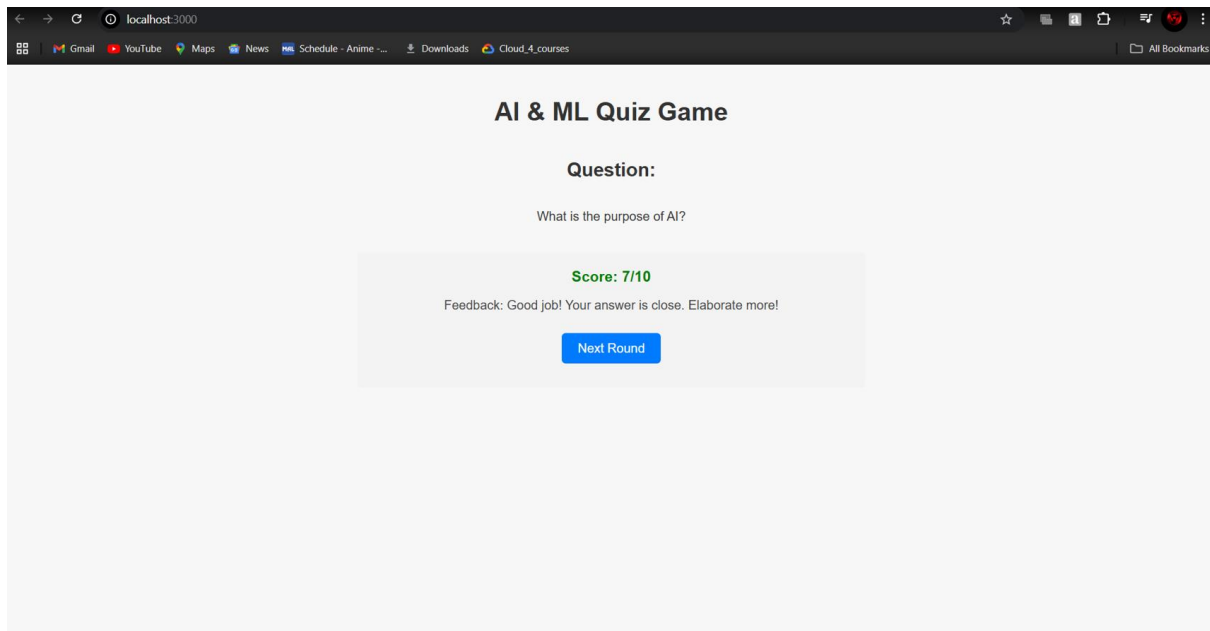 localhost:3000
Gmail YouTube Maps News MAL Schedule - Anime -... Downloads Cloud_4_courses All Bookmarks
AI & ML Quiz Game
Question:
What is the purpose of AI?
Score: 7/10
Feedback: Good job! Your answer is close. Elaborate more!
Next Round